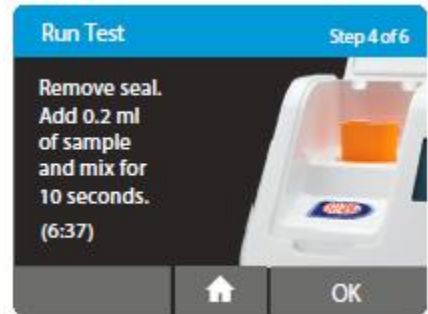 Run Test
Step 4 of 6
Remove seal.
Add 0.2 ml
of sample
and mix for
10 seconds.
(6:37)
OK